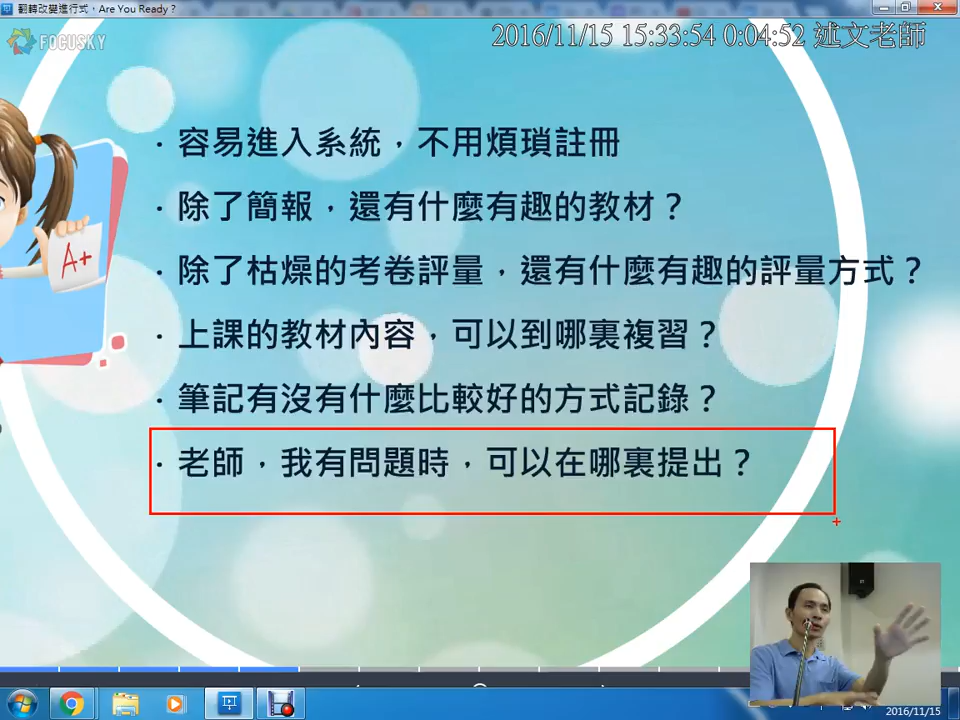 翻轉改變進行式，Are You Ready？
FOCUSKY
2016/11/15 15:33:54 0:04:52 述文老師
· 容易進入系統，不用煩瑣註冊
· 除了簡報，還有什麼有趣的教材？
· 除了枯燥的考卷評量，還有什麼有趣的評量方式？
· 上課的教材內容，可以到哪裏複習？
· 筆記有沒有什麼比較好的方式記錄？
· 老師，我有問題時，可以在哪裏提出？
A+
2016/11/15